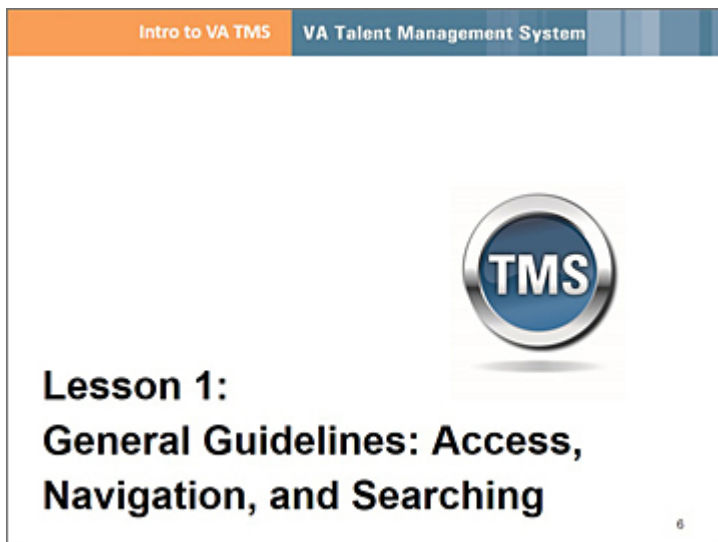 Intro to VA TMS VA Talent Management System
TMS
Lesson 1:
General Guidelines: Access,
Navigation, and Searching
6